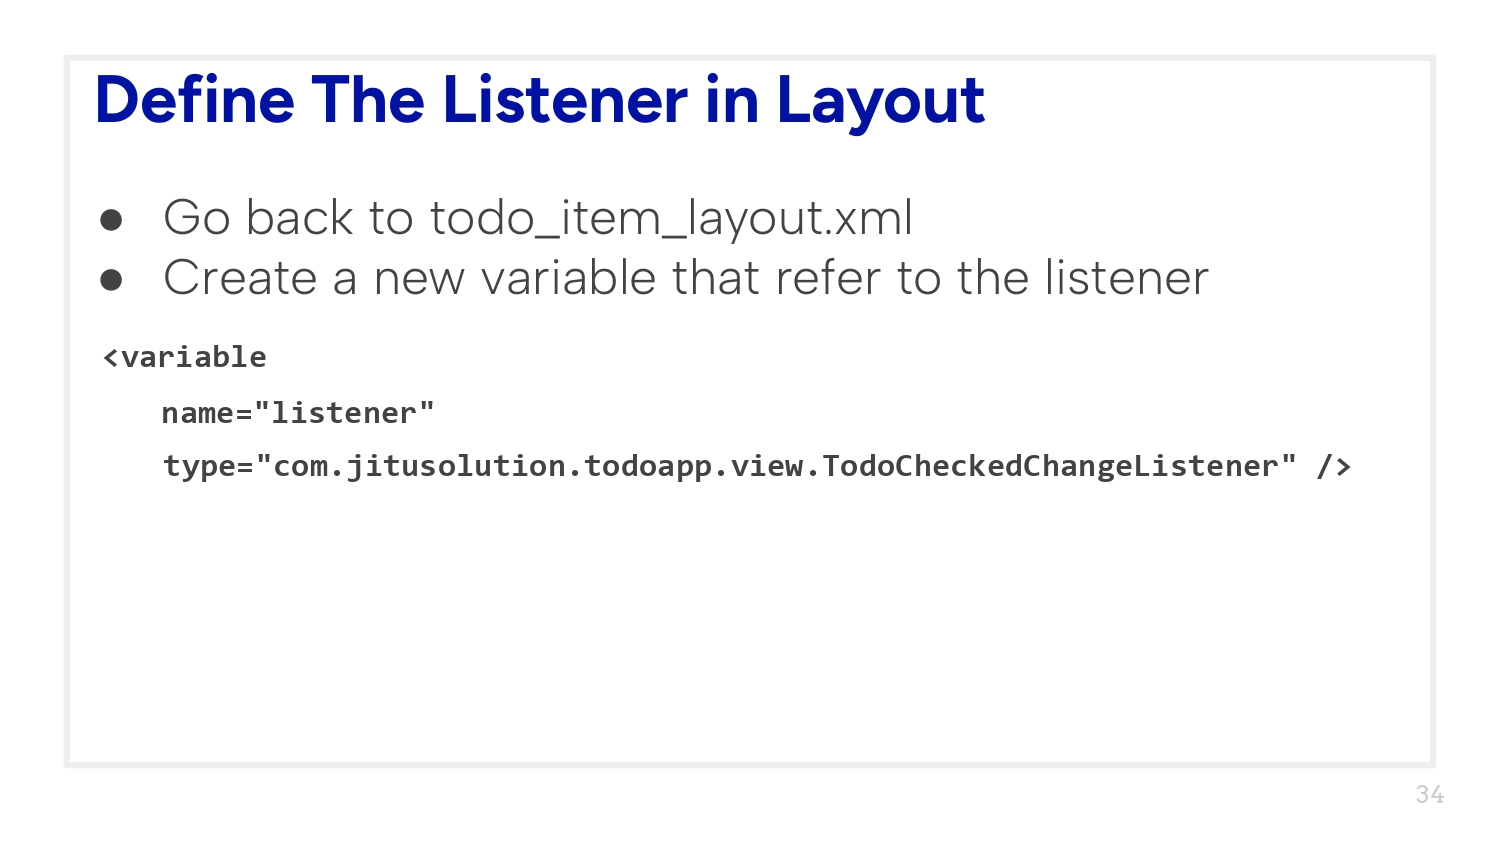 Define The Listener in Layout
● Go back to todo_item_layout.xml
● Create a new variable that refer to the listener
<variable
name="listener"
type="com.jitusolution.todoapp.view.TodoCheckedChangeListener" />
34